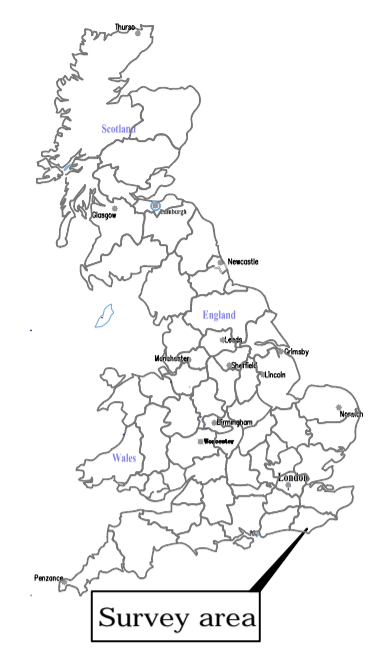 Thurso
Scotland
Edinburgh
Glasgow
Newcastle
England
Leeds
Grimsby
Manchester
Sheffield
Lincoln
Norwich
Birmingham
Worcester
Wales
London
Penzance
Survey area